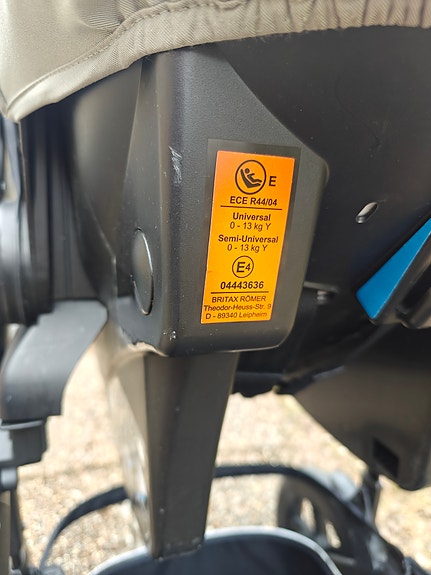 E
ECE R44/04
Universal
0 - 13 kg Y
Semi-Universal
0 - 13 kg Y
E4
04443636
BRITAX RÖMER
Theodor-Heuss-Str. 9
D - 89340 Leipheim